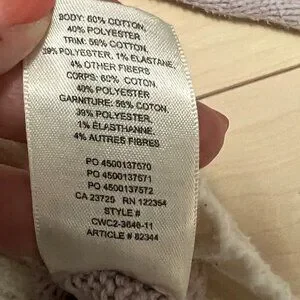 BODY: 60% COTTON,
40% POLYESTER
TRIM: 56% COTTON,
39% POLYESTER, 1% ELASTANE,
4% OTHER FIBERS
CORPS: 60% COTON,
40% POLYESTER
GARNITURE: 56% COTON,
39% POLYESTER,
1% ÉLASTHANNE,
4% AUTRES FIBRES
PO 4500137570
PO 4500137571
PO 4500137572
CA 23725 RN 122354
STYLE #
CWC2-3646-11
ARTICLE # 82344